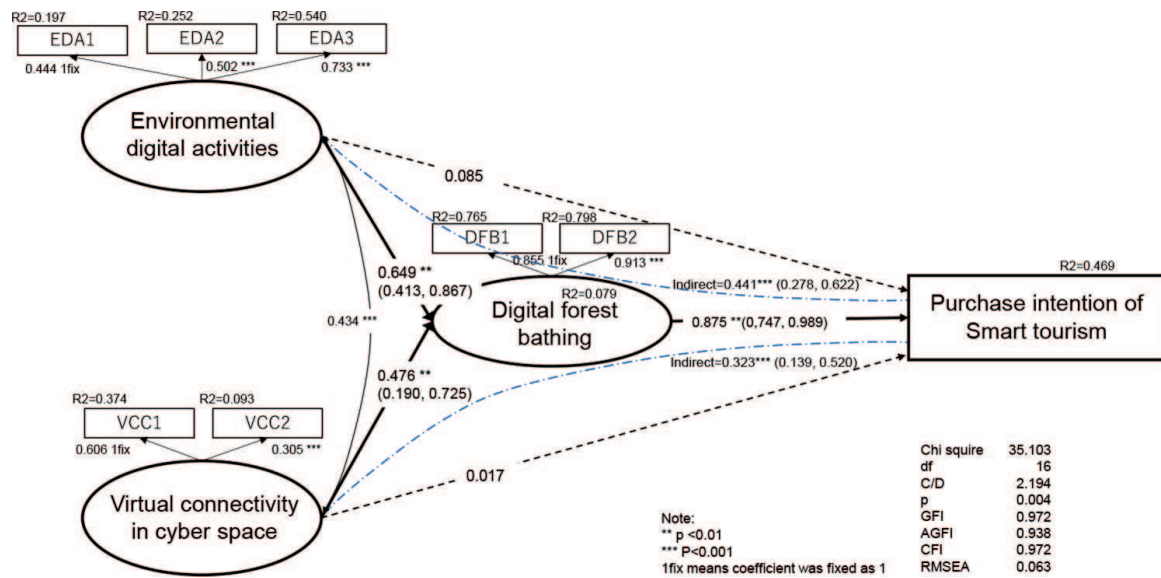 R2=0.197
R2=0.252
R2=0.540
EDA1
EDA2
EDA3
0.444 1fix
0.502 ***
0.733 ***
Environmental
digital activities
0.085
R2=0.765
R2=0.798
DFB1
DFB2
0.855 1fix
0.913 ***
0.649 **
(0.413, 0.867)
R2=0.469
Indirect=0.441*** (0.278, 0.622)
R2=0.079
Digital forest
bathing
Purchase intention of
Smart tourism
0.434 ***
0.875 **(0,747, 0.989)
Indirect=0.323*** (0.139, 0.520)
0.476 **
(0.190, 0.725)
R2=0.374
R2=0.093
VCC1
VCC2
0.606 1fix
0.305 ***
Virtual connectivity
in cyber space
0.017
Note:
** p <0.01
*** P<0.001
1fix means coefficient was fixed as 1
Chi squire 35.103
df 16
C/D 2.194
p 0.004
GFI 0.972
AGFI 0.938
CFI 0.972
RMSEA 0.063